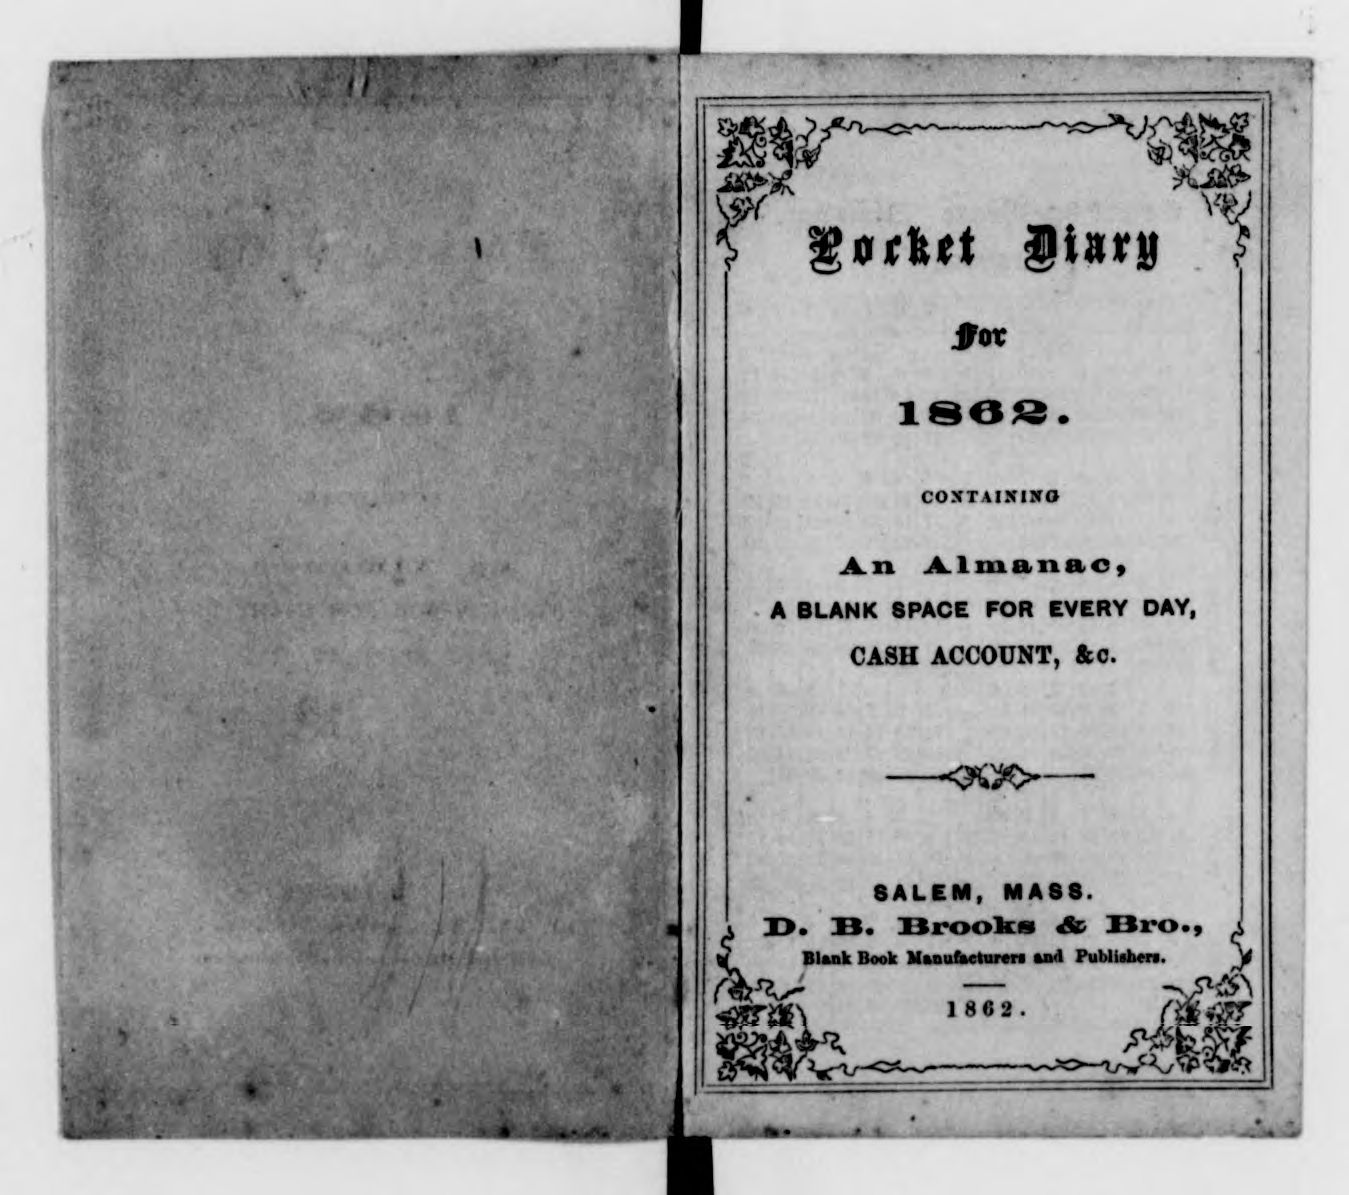 Pocket Diary
For
1862.
CONTAINING
An Almanac,
A BLANK SPACE FOR EVERY DAY,
CASH ACCOUNT, &c.
SALEM, MASS.
D. B. Brooks & Bro.,
Blank Book Manufacturers and Publishers.
1862.